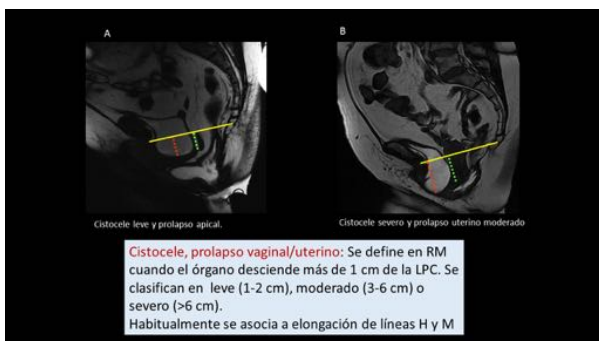 A
B
Cistocele leve y prolapso apical.
Cistocele severo y prolapso uterino moderado
Cistocele, prolapso vaginal/uterino: Se define en RM
cuando el órgano desciende más de 1 cm de la LPC. Se
clasifican en leve (1-2 cm), moderado (3-6 cm) o
severo (>6 cm).
Habitualmente se asocia a elongación de líneas H y M